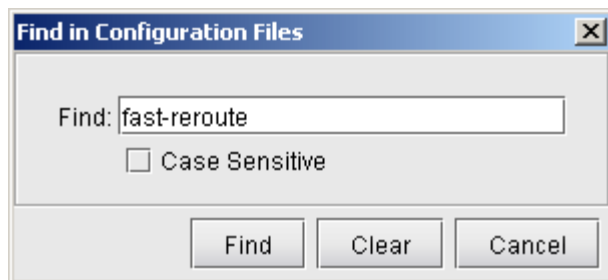 Find in Configuration Files
Find: fast-reroute
Case Sensitive
Find Clear Cancel